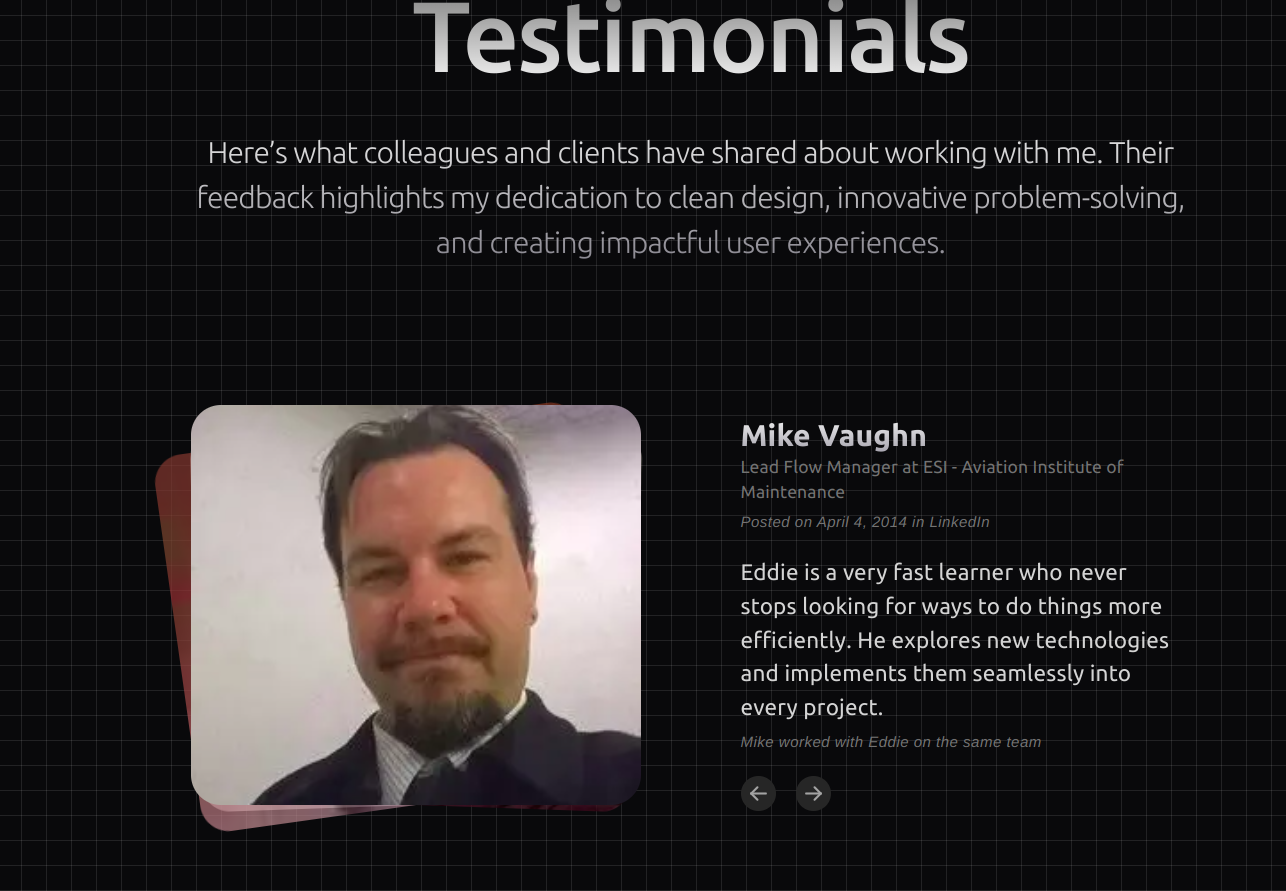 Testimonials
Here’s what colleagues and clients have shared about working with me. Their
feedback highlights my dedication to clean design, innovative problem-solving,
and creating impactful user experiences.
Mike Vaughn
Lead Flow Manager at ESI - Aviation Institute of
Maintenance
Posted on April 4, 2014 in LinkedIn
Eddie is a very fast learner who never
stops looking for ways to do things more
efficiently. He explores new technologies
and implements them seamlessly into
every project.
Mike worked with Eddie on the same team